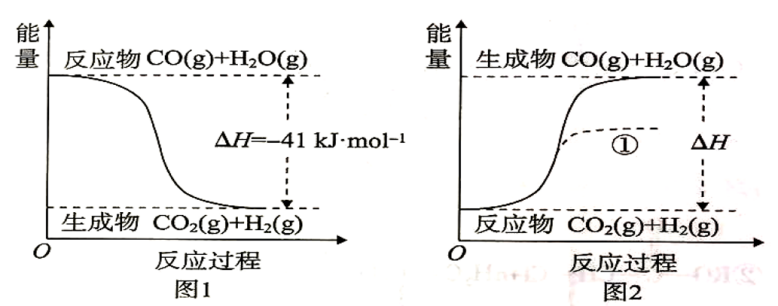 能量
反应物 CO(g)+H₂O(g)
ΔH=-41 kJ·mol⁻¹
生成物 CO₂(g)+H₂(g)
O
反应过程
图1
能量
生成物 CO(g)+H₂O(g)
①
ΔH
反应物 CO₂(g)+H₂(g)
O
反应过程
图2